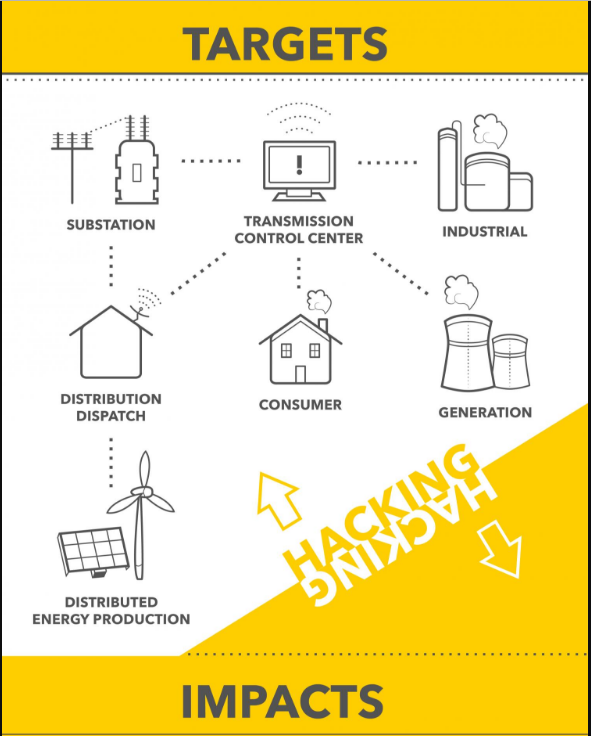 TARGETS
!
SUBSTATION
TRANSMISSION
CONTROL CENTER
INDUSTRIAL
DISTRIBUTION
DISPATCH
CONSUMER
GENERATION
HACKING
HACKING
DISTRIBUTED
ENERGY PRODUCTION
IMPACTS